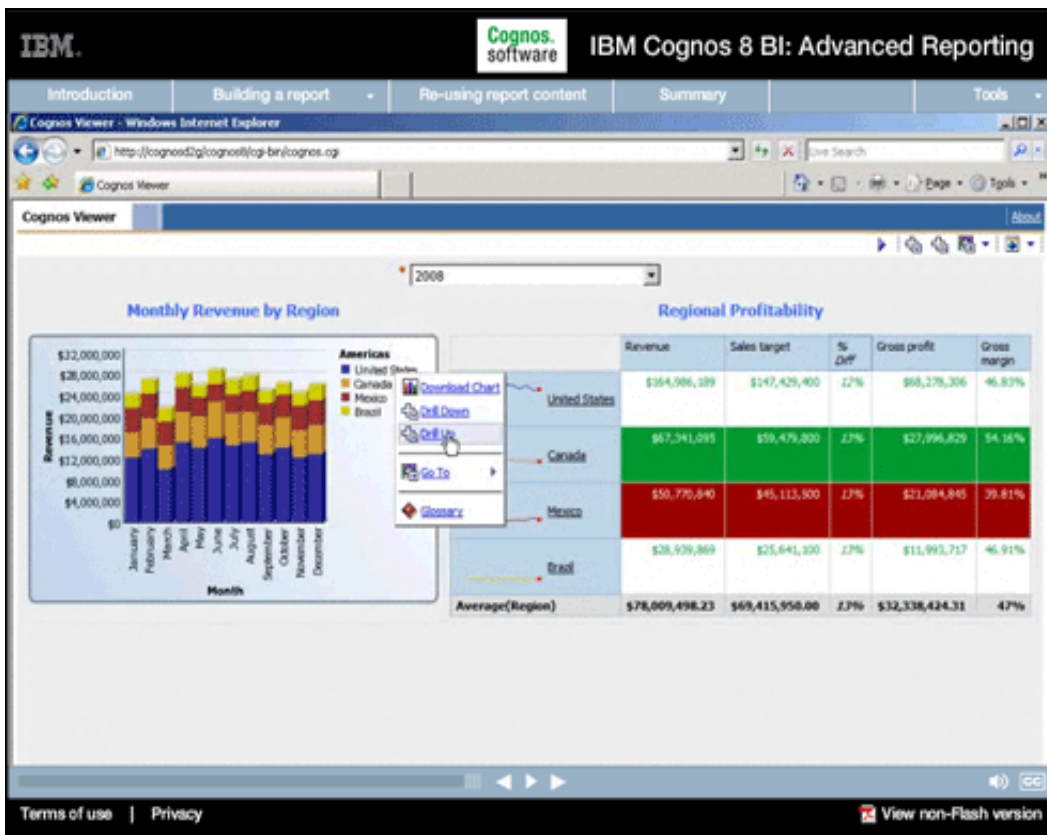 IBM.
Cognos.
software
IBM Cognos 8 BI: Advanced Reporting
Introduction
Building a report
Re-using report content
Summary
Tools
Cognos Viewer - Windows Internet Explorer
http://cognosd2g/cognos8/cgi-bin/cognos.cgi
Live Search
Cognos Viewer
Page
Tools
Cognos Viewer
About
* 2008
Monthly Revenue by Region
Regional Profitability
$32,000,000
$28,000,000
$24,000,000
$20,000,000
$16,000,000
$12,000,000
$8,000,000
$4,000,000
$0
Revenue
January
February
March
April
May
June
July
August
September
October
November
December
Month
Americas
United States
Canada
Mexico
Brazil
Download Chart
Drill Down
Drill Up
Go To
Glossary
Revenue Sales target % Diff Gross profit Gross margin
United States $164,986,189 $147,429,400 12% $68,278,306 46.83%
Canada $67,341,095 $59,479,800 13% $27,996,829 54.16%
Mexico $50,770,840 $45,113,500 13% $21,084,845 39.81%
Brazil $28,939,869 $25,641,100 13% $11,993,717 46.91%
Average(Region) $78,009,498.23 $69,415,950.00 13% $32,338,424.31 47%
CC
Terms of use | Privacy
View non-Flash version